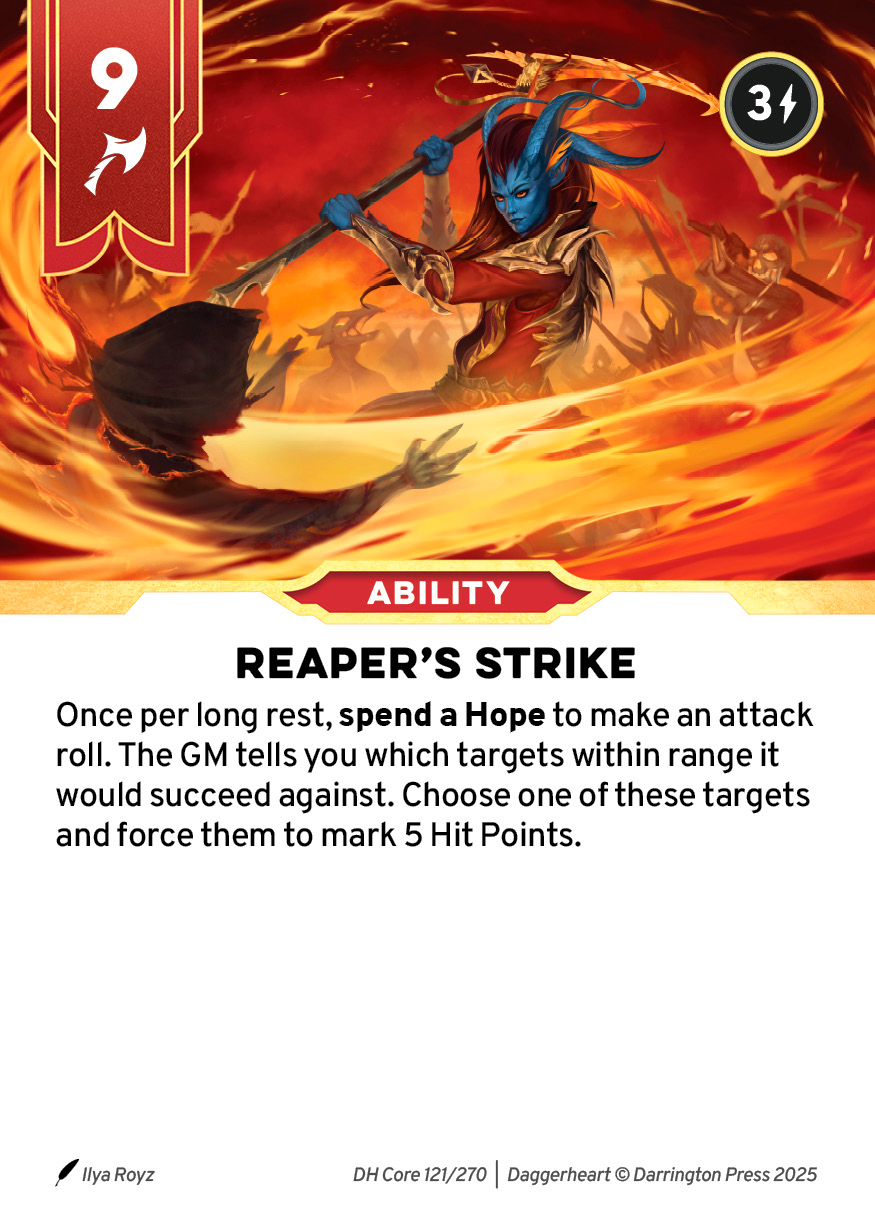 9
3
ABILITY
REAPER’S STRIKE
Once per long rest, spend a Hope to make an attack
roll. The GM tells you which targets within range it
would succeed against. Choose one of these targets
and force them to mark 5 Hit Points.
Ilya Royz
DH Core 121/270 | Daggerheart © Darrington Press 2025